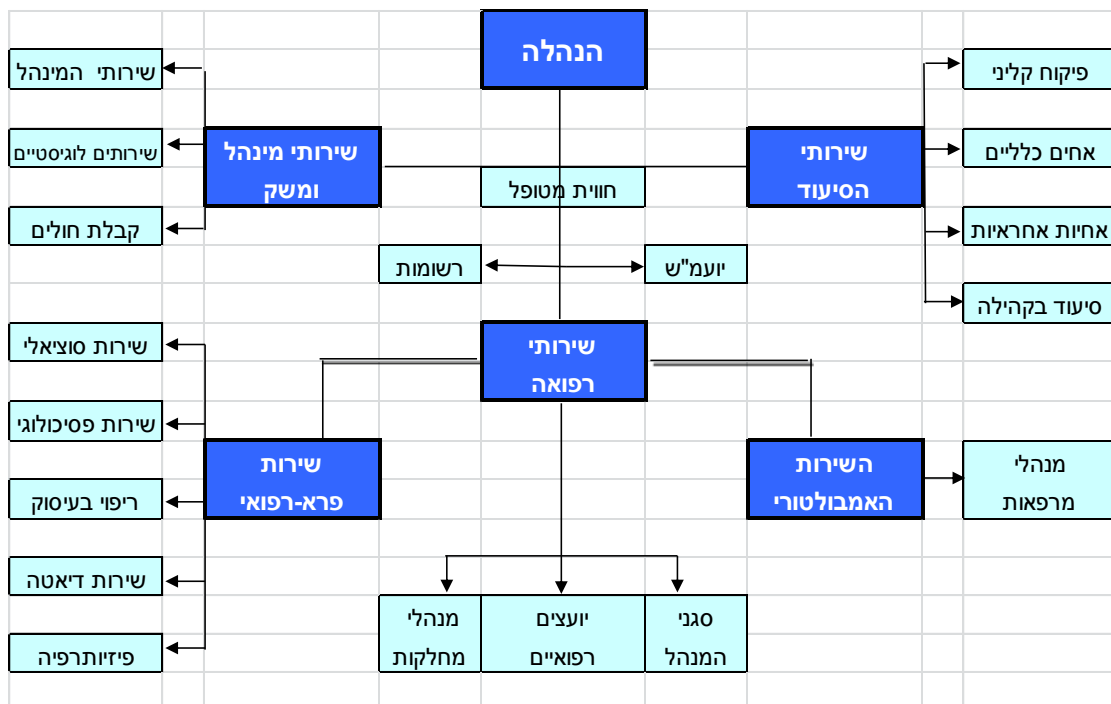 הנהלה
פיקוח קליני
שירותי המינהל
שירותי
הסיעוד
אחים כלליים
שירותי מינהל
ומשק
שירותים לוגיסטיים
חווית מטופל
אחיות אחראיות
קבלת חולים
יועמ"ש
רשומות
סיעוד בקהילה
שירותי
רפואה
שירות סוציאלי
שירות פסיכולוגי
מנהלי
מרפאות
השירות
האמבולטורי
שירות
פרא-רפואי
ריפוי בעיסוק
שירות דיאטה
סגני
המנהל
יועצים
רפואיים
מנהלי
מחלקות
פיזיותרפיה